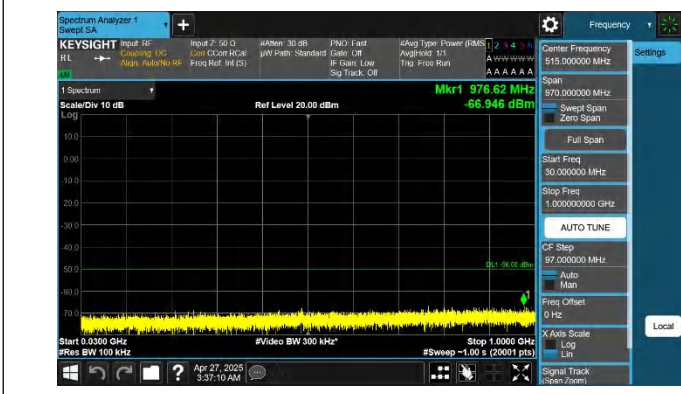 Spectrum Analyzer 1
Swept SA
+
Frequency
KEYSIGHT
RL
Input: RF
Coupling: DC
Align: Auto/No RF
Input Z: 50 Ω
Corr CCorr RCal
Freq Ref: Int (S)
#Atten: 30 dB
µW Path: Standard
PNO: Fast
Gate: Off
IF Gain: Low
Sig Track: Off
#Avg Type: Power (RMS
Avg|Hold: 1/1
Trig: Free Run
1 2 3 4 5 6
A W W W W W
A A A A A A
Center Frequency
515.000000 MHz
Settings
Span
970.000000 MHz
Swept Span
Zero Span
Full Span
Start Freq
30.000000 MHz
Stop Freq
1.000000000 GHz
AUTO TUNE
CF Step
97.000000 MHz
Auto
Man
Freq Offset
0 Hz
X Axis Scale
Log
Lin
Signal Track
(Span Zoom)
Local
1 Spectrum
Mkr1 976.62 MHz
Scale/Div 10 dB
Ref Level 20.00 dBm
-66.946 dBm
Log
10.0
0.00
-10.0
-20.0
-30.0
-40.0
-50.0
-60.0
-70.0
1
Start 0.0300 GHz
#Video BW 300 kHz*
Stop 1.0000 GHz
#Res BW 100 kHz
#Sweep ~1.00 s (20001 pts)
?
Apr 27, 2025
3:37:10 AM